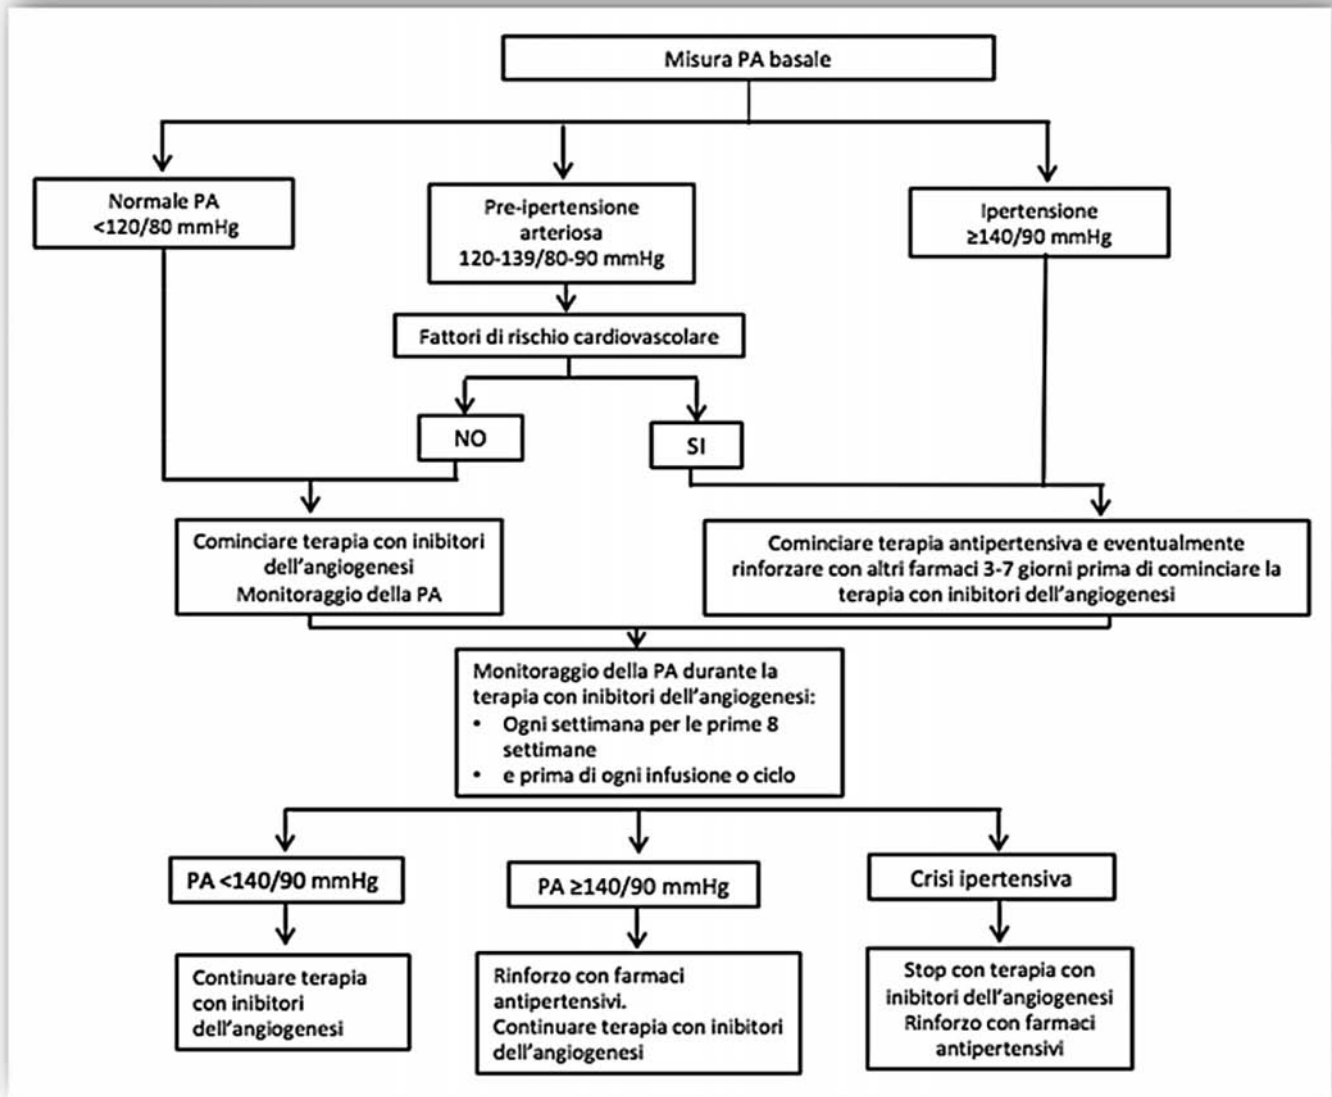 Misura PA basale
Normale PA
<120/80 mmHg
Pre-ipertensione
arteriosa
120-139/80-90 mmHg
Ipertensione
≥140/90 mmHg
Fattori di rischio cardiovascolare
NO
SI
Cominciare terapia con inibitori
dell'angiogenesi
Monitoraggio della PA
Cominciare terapia antipertensiva e eventualmente
rinforzare con altri farmaci 3-7 giorni prima di cominciare la
terapia con inibitori dell'angiogenesi
Monitoraggio della PA durante la
terapia con inibitori dell'angiogenesi:
• Ogni settimana per le prime 8
settimane
• e prima di ogni infusione o ciclo
PA <140/90 mmHg
PA ≥140/90 mmHg
Crisi ipertensiva
Continuare terapia
con inibitori
dell'angiogenesi
Rinforzo con farmaci
antipertensivi.
Continuare terapia con inibitori
dell'angiogenesi
Stop con terapia con
inibitori dell'angiogenesi
Rinforzo con farmaci
antipertensivi